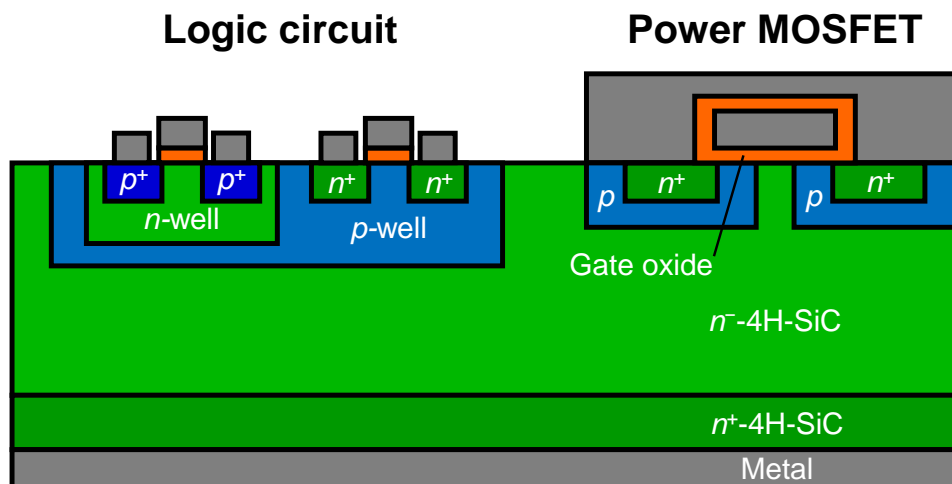 Logic circuit
Power MOSFET
p⁺ p⁺ n⁺ n⁺
n-well
p-well
p n⁺ p n⁺
Gate oxide
n⁻-4H-SiC
n⁺-4H-SiC
Metal